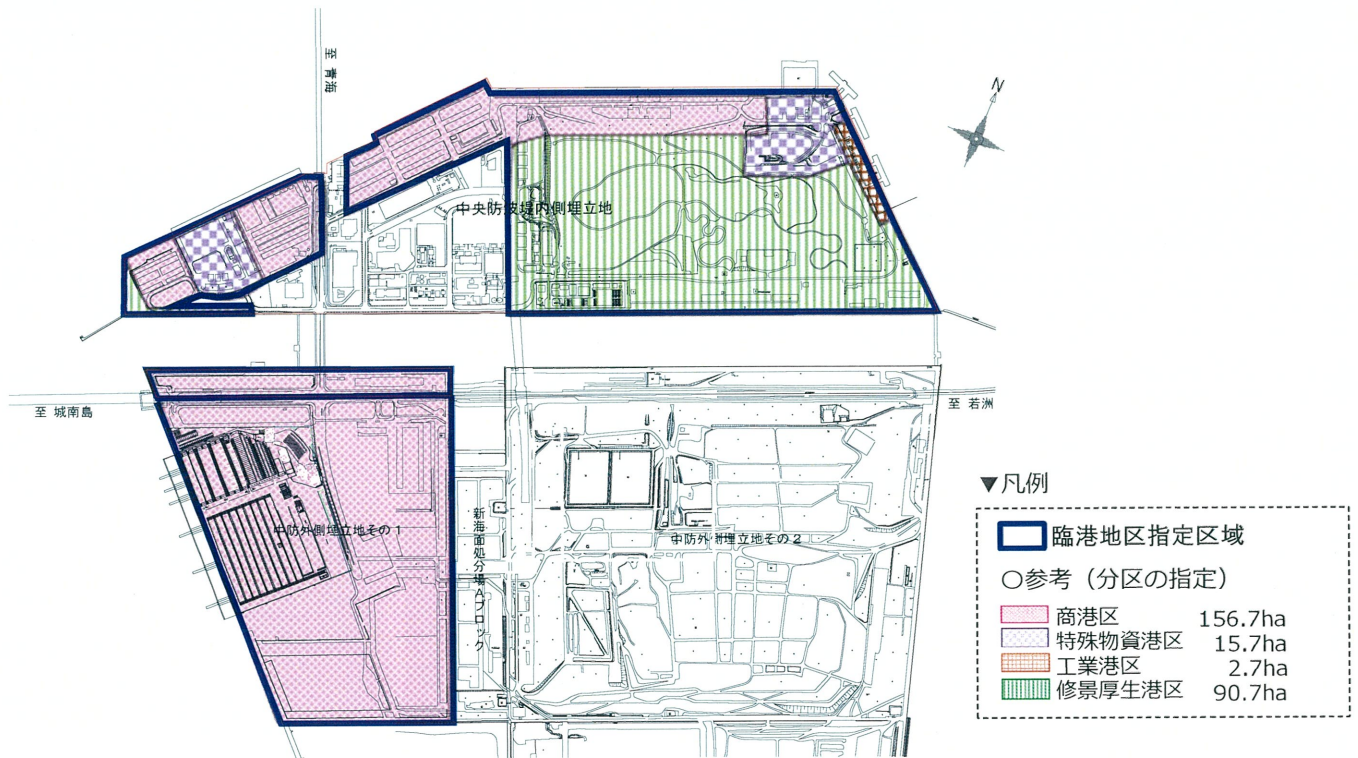 至 青海
N
中央防波堤内側埋立地
至 城南島
至 若洲
中防外側埋立地その1
新海面処分場Aブロック
中防外側埋立地その2
▼凡例
臨港地区指定区域
○参考（分区の指定）
商港区 156.7ha
特殊物資港区 15.7ha
工業港区 2.7ha
修景厚生港区 90.7ha